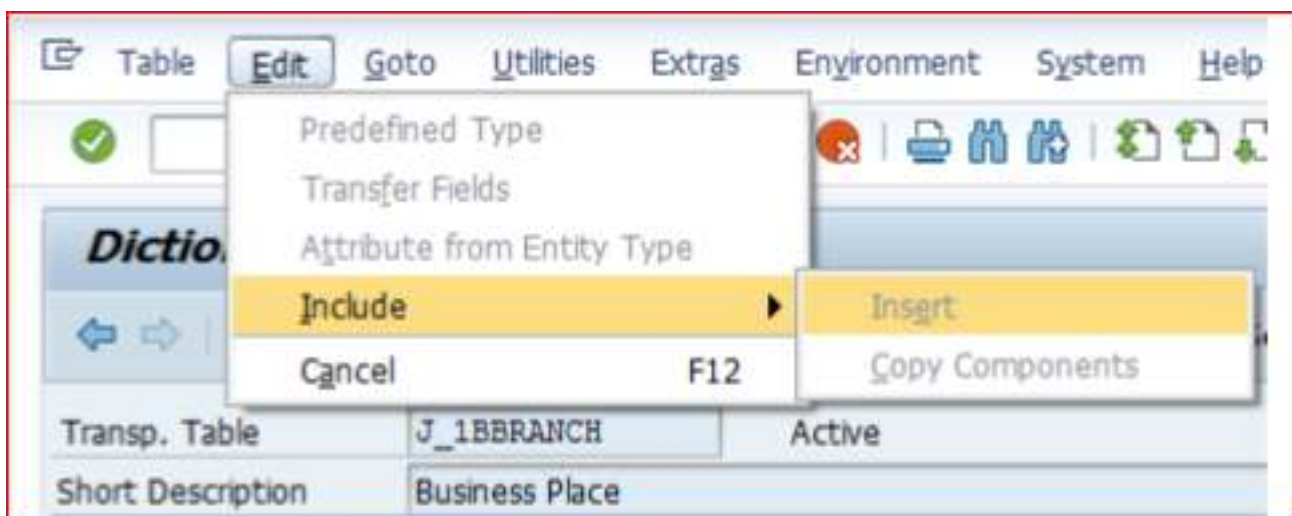 Table Edit Goto Utilities Extras Environment System Help
Predefined Type
Transfer Fields
Attribute from Entity Type
Dictio
Include
Insert
Cancel F12
Copy Components
Transp. Table J_1BBRANCH Active
Short Description Business Place